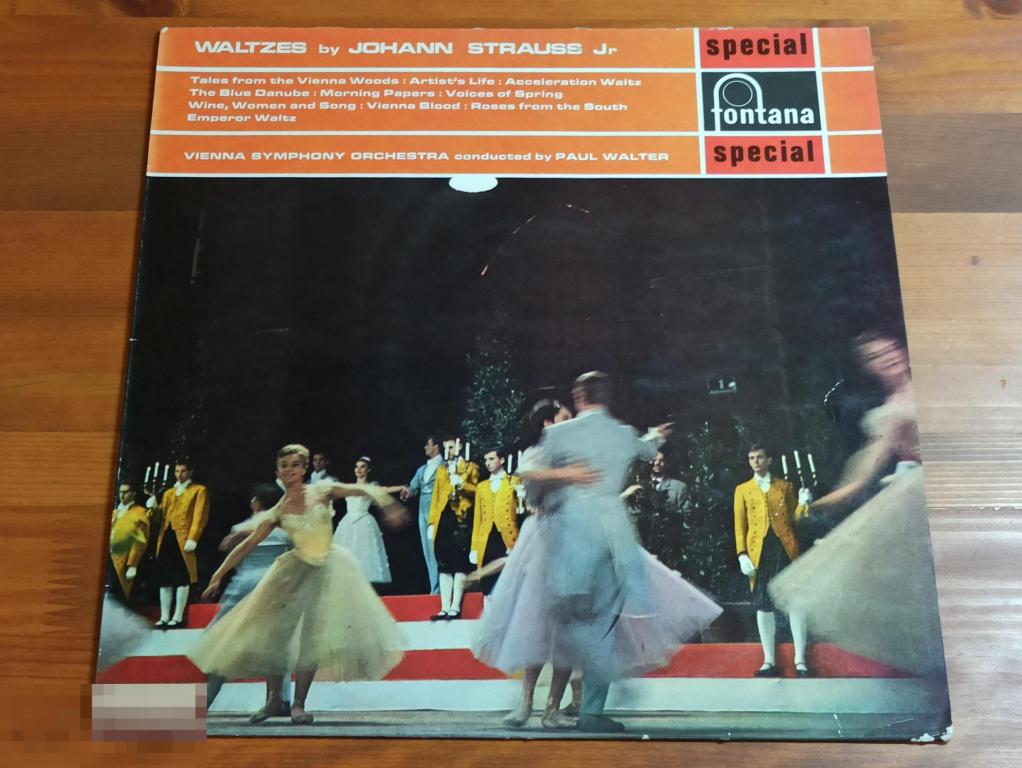 WALTZES by JOHANN STRAUSS Jr
special
Tales from the Vienna Woods : Artist's Life : Acceleration Waltz
The Blue Danube : Morning Papers : Voices of Spring
Wine, Women and Song : Vienna Blood : Roses from the South
Emperor Waltz
fontana
VIENNA SYMPHONY ORCHESTRA conducted by PAUL WALTER
special
1